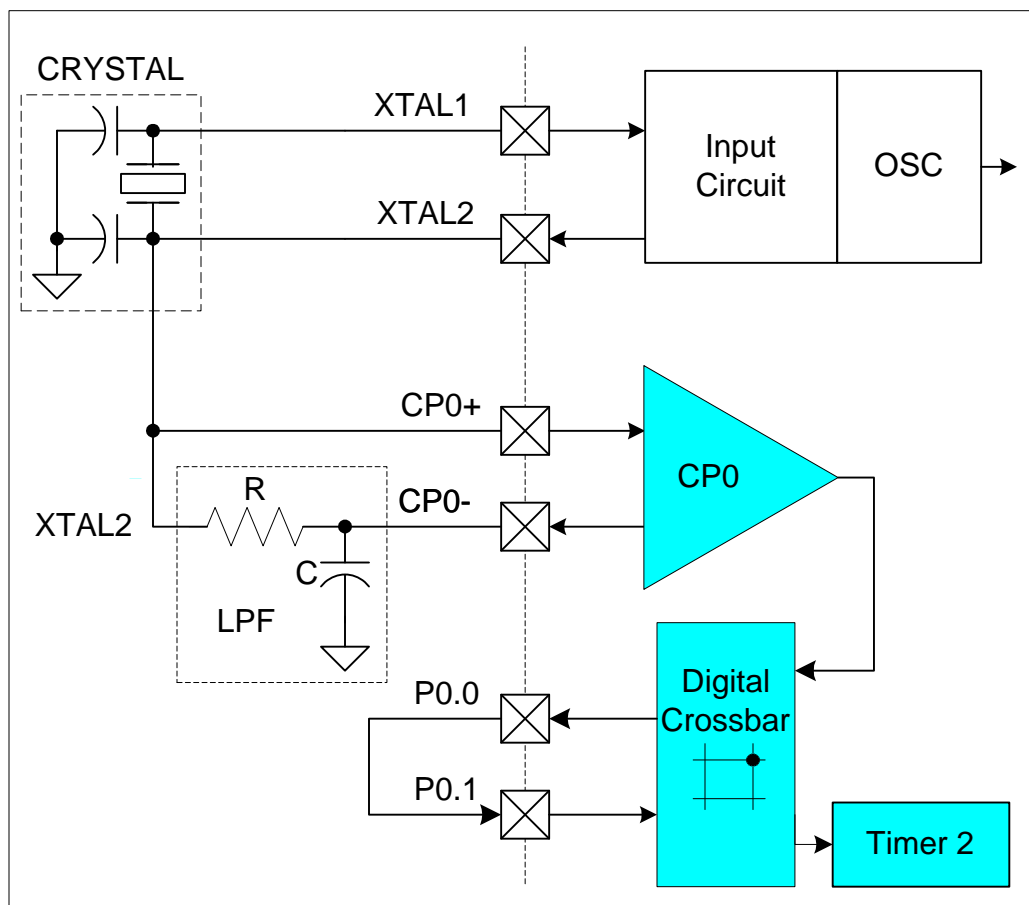 CRYSTAL
XTAL1
Input
Circuit
OSC
XTAL2
CP0+
CP0
R
CP0-
XTAL2
C
LPF
P0.0
Digital
Crossbar
P0.1
Timer 2